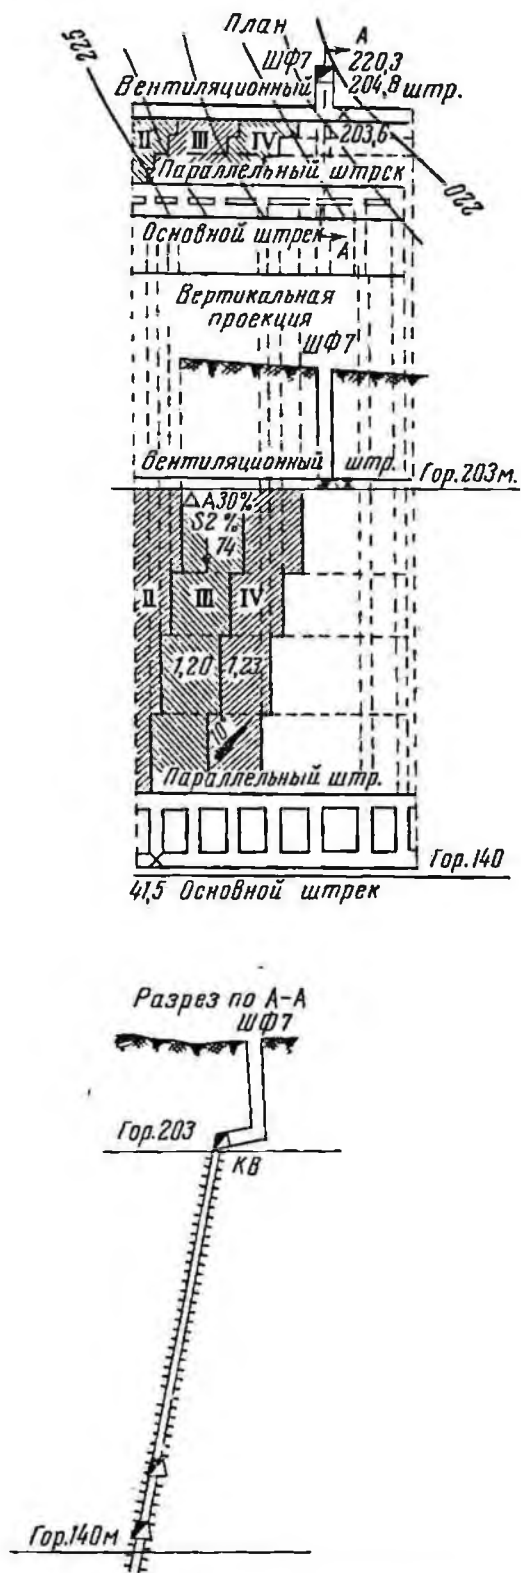 План
А
225
ШФ7
220,3
Вентиляционный
204,8 штр.
II III IV
203,6
Параллельный штрек
220
Основной штрек
А
Вертикальная
проекция
ШФ7
Вентиляционный штр.
Гор.203м.
А30%
S2 %
74
II III IV
1,20 1,23
10
Параллельный штр.
Гор.140
41,5 Основной штрек
Разрез по А-А
ШФ7
Гор.203
КВ
Гор.140м